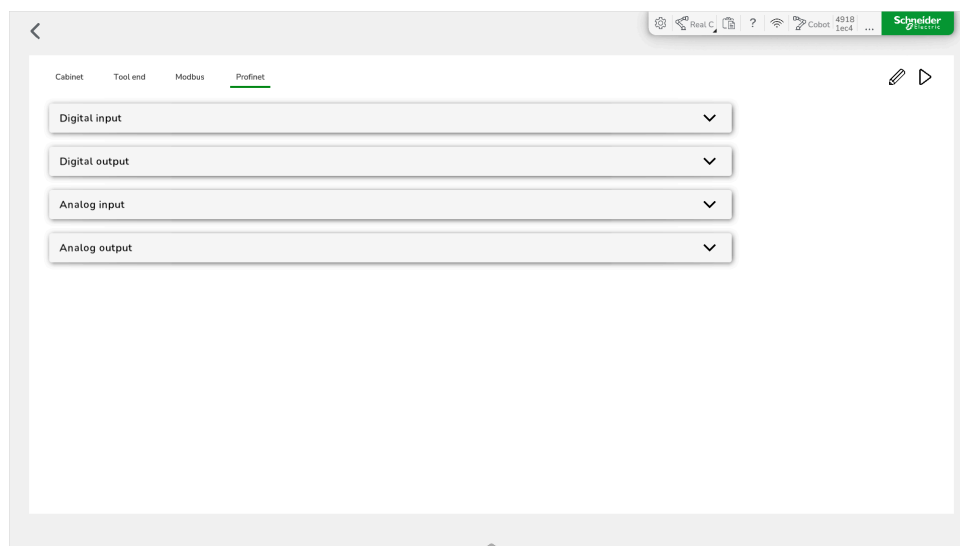 Real C ? Cobot 4918 1ec4 ... Schneider Electric
Cabinet Tool end Modbus Profinet
Digital input
Digital output
Analog input
Analog output